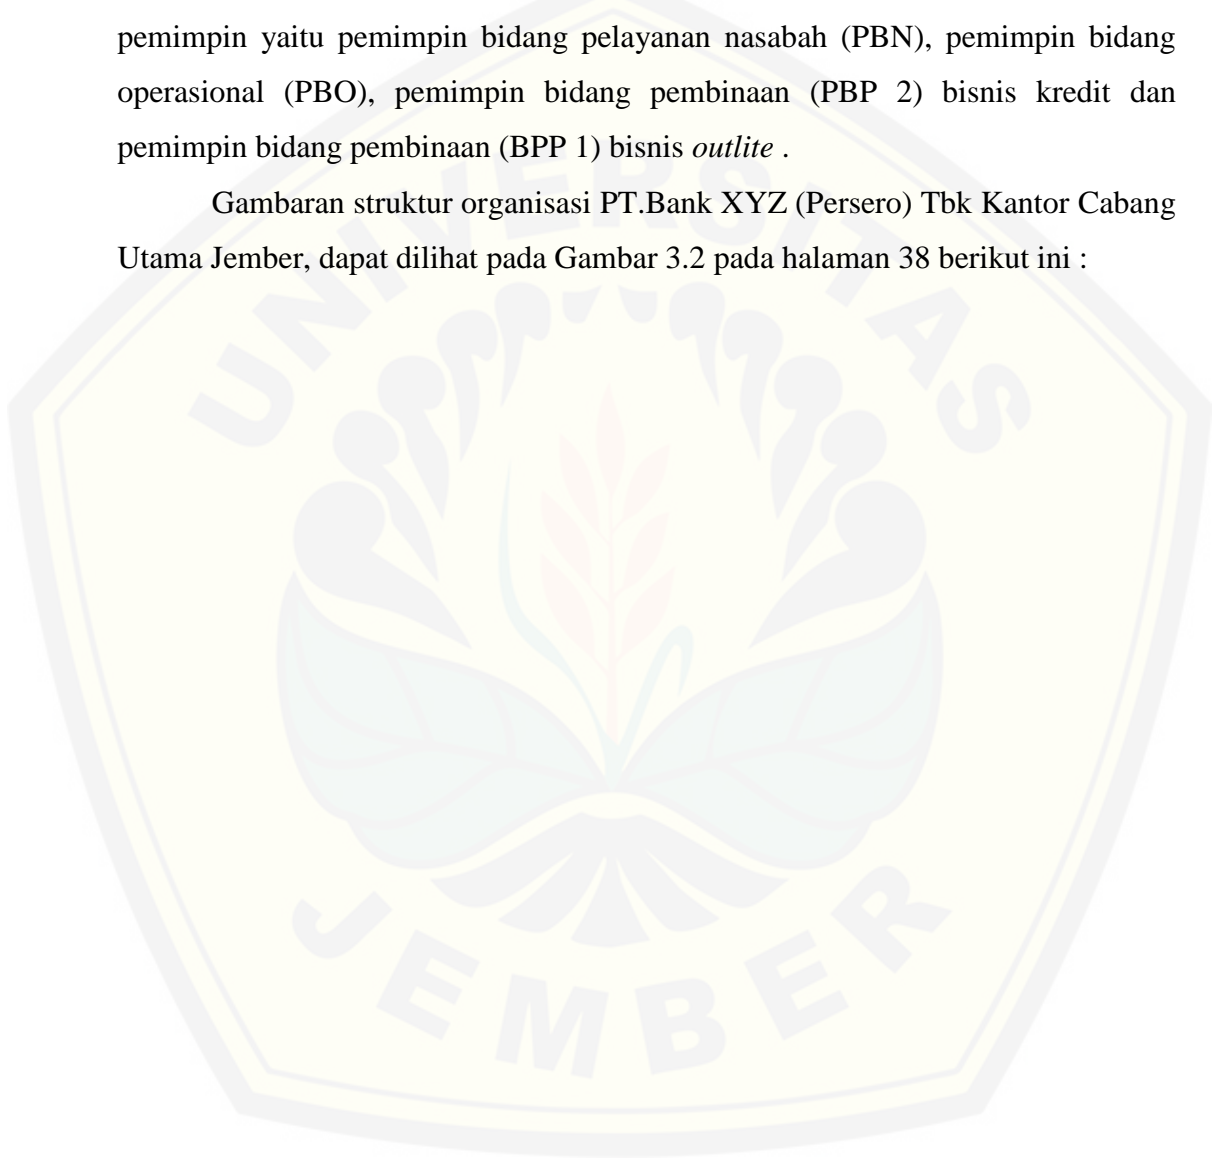 pemimpin yaitu pemimpin bidang pelayanan nasabah (PBN), pemimpin bidang
operasional (PBO), pemimpin bidang pembinaan (PBP 2) bisnis kredit dan
pemimpin bidang pembinaan (BPP 1) bisnis outlite .
Gambaran struktur organisasi PT.Bank XYZ (Persero) Tbk Kantor Cabang
Utama Jember, dapat dilihat pada Gambar 3.2 pada halaman 38 berikut ini :
UNIVERSITAS
JEMBER